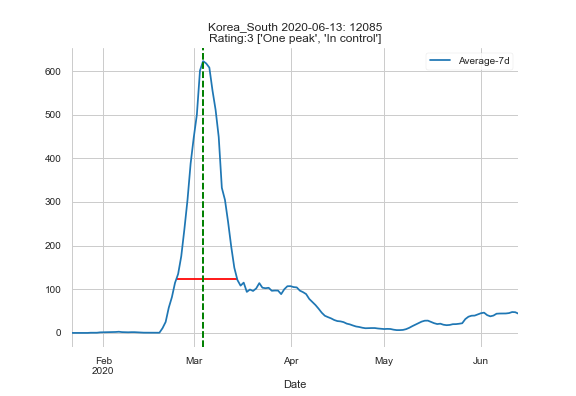 Korea_South 2020-06-13: 12085
Rating:3 ['One peak', 'In control']
Average-7d
600
500
400
300
200
100
0
Feb Mar Apr May Jun
2020
Date